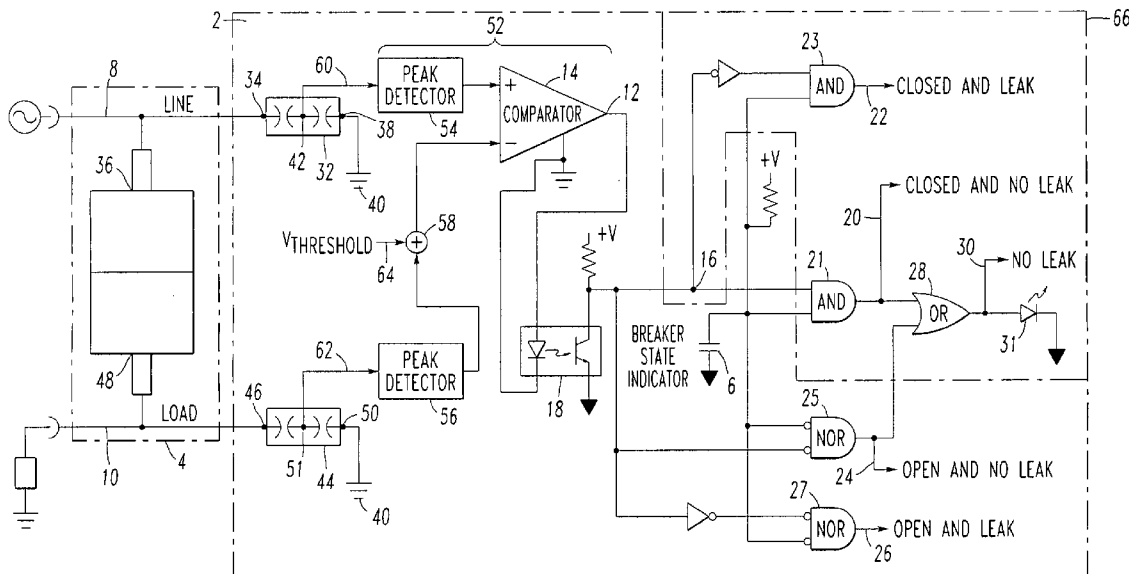 2
52
66
8
LINE
34
60
PEAK
DETECTOR
54
14
+
COMPARATOR
−
12
23
AND
22
CLOSED AND LEAK
36
42
32
38
40
+V
CLOSED AND NO LEAK
20
VTHRESHOLD
64
+
58
+V
16
21
AND
28
OR
30
NO LEAK
31
48
62
PEAK
DETECTOR
56
18
BREAKER
STATE
INDICATOR
6
46
50
LOAD
10
4
51
44
40
25
NOR
24
OPEN AND NO LEAK
27
NOR
26
OPEN AND LEAK